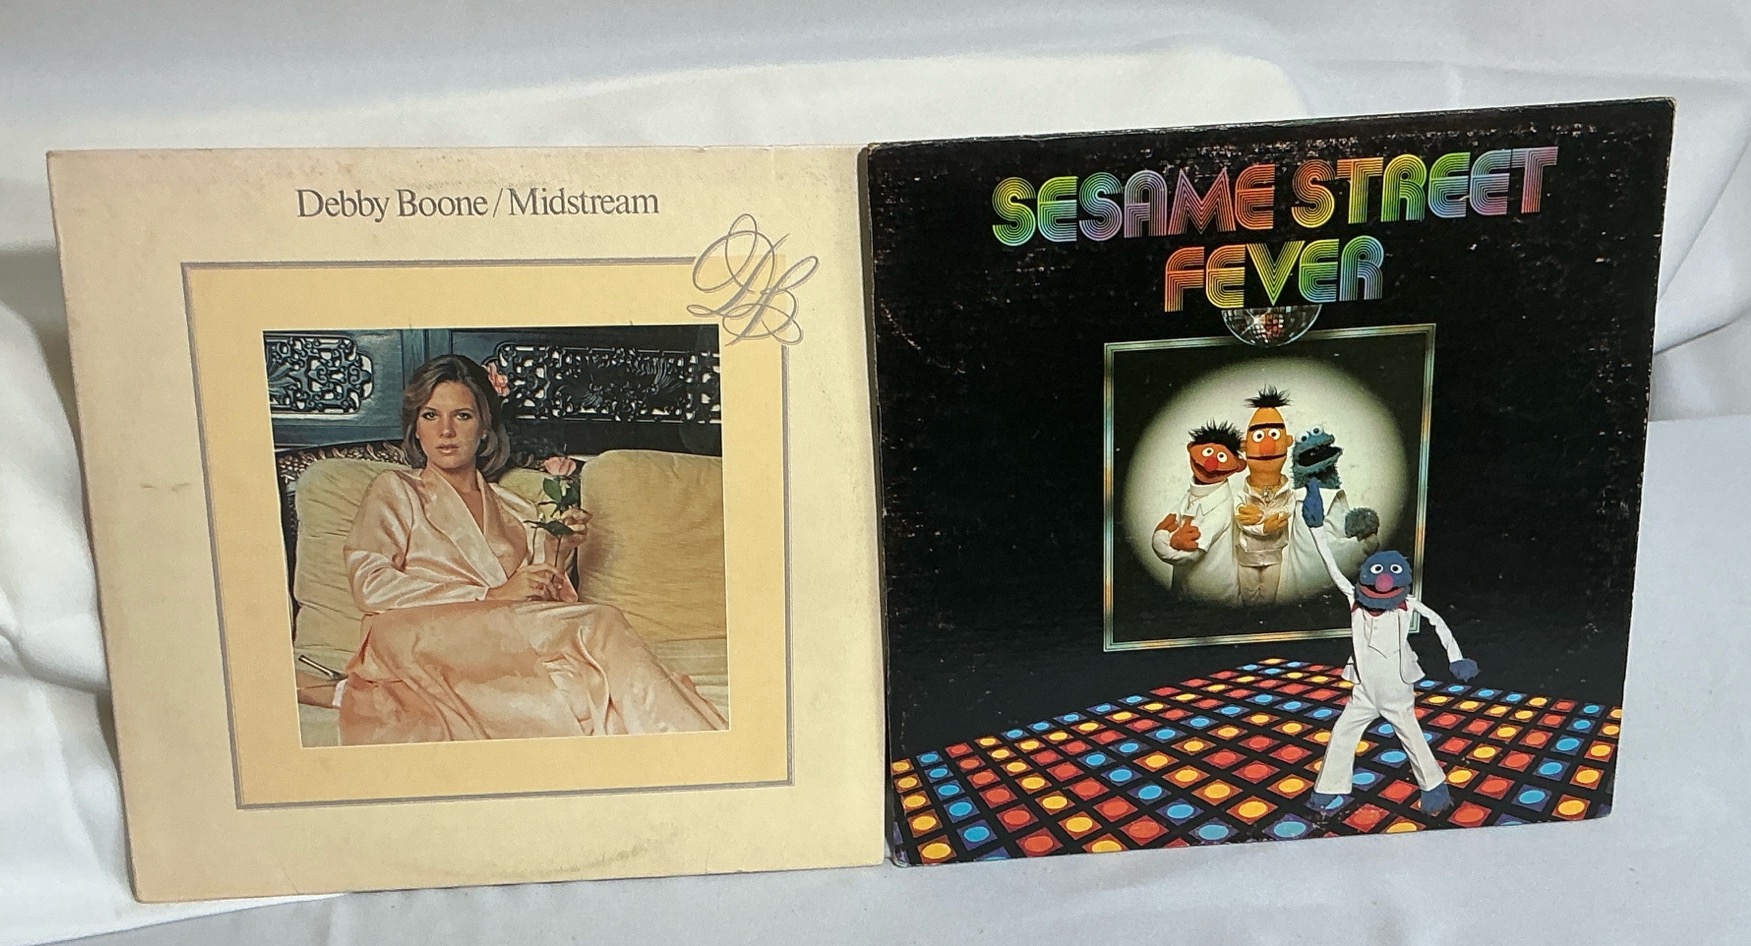 Debby Boone/Midstream
DB
SESAME STREET
FEVER